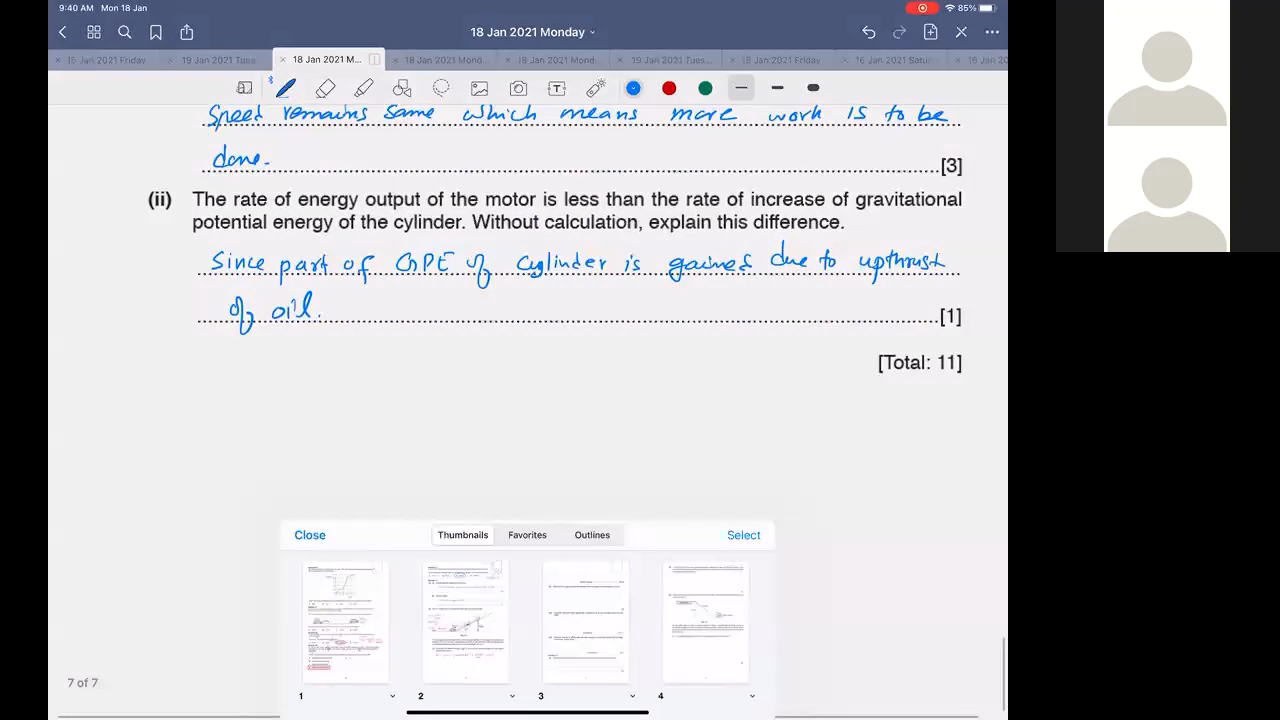 9:40 AM Mon 18 Jan
85%
18 Jan 2021 Monday
15 Jan 2021 Friday
19 Jan 2021 Tues
18 Jan 2021 M...
18 Jan 2021 Mond...
18 Jan 2021 Mond...
19 Jan 2021 Tues...
15 Jan 2021 Friday
16 Jan 2021 Satu...
16 Jan 20
speed remains same which means more work is to be
done. [3]
(ii) The rate of energy output of the motor is less than the rate of increase of gravitational
potential energy of the cylinder. Without calculation, explain this difference.
Since part of GPE of cylinder is gained due to upthrust
of oil. [1]
[Total: 11]
Close Thumbnails Favorites Outlines Select
7 of 7
1 2 3 4